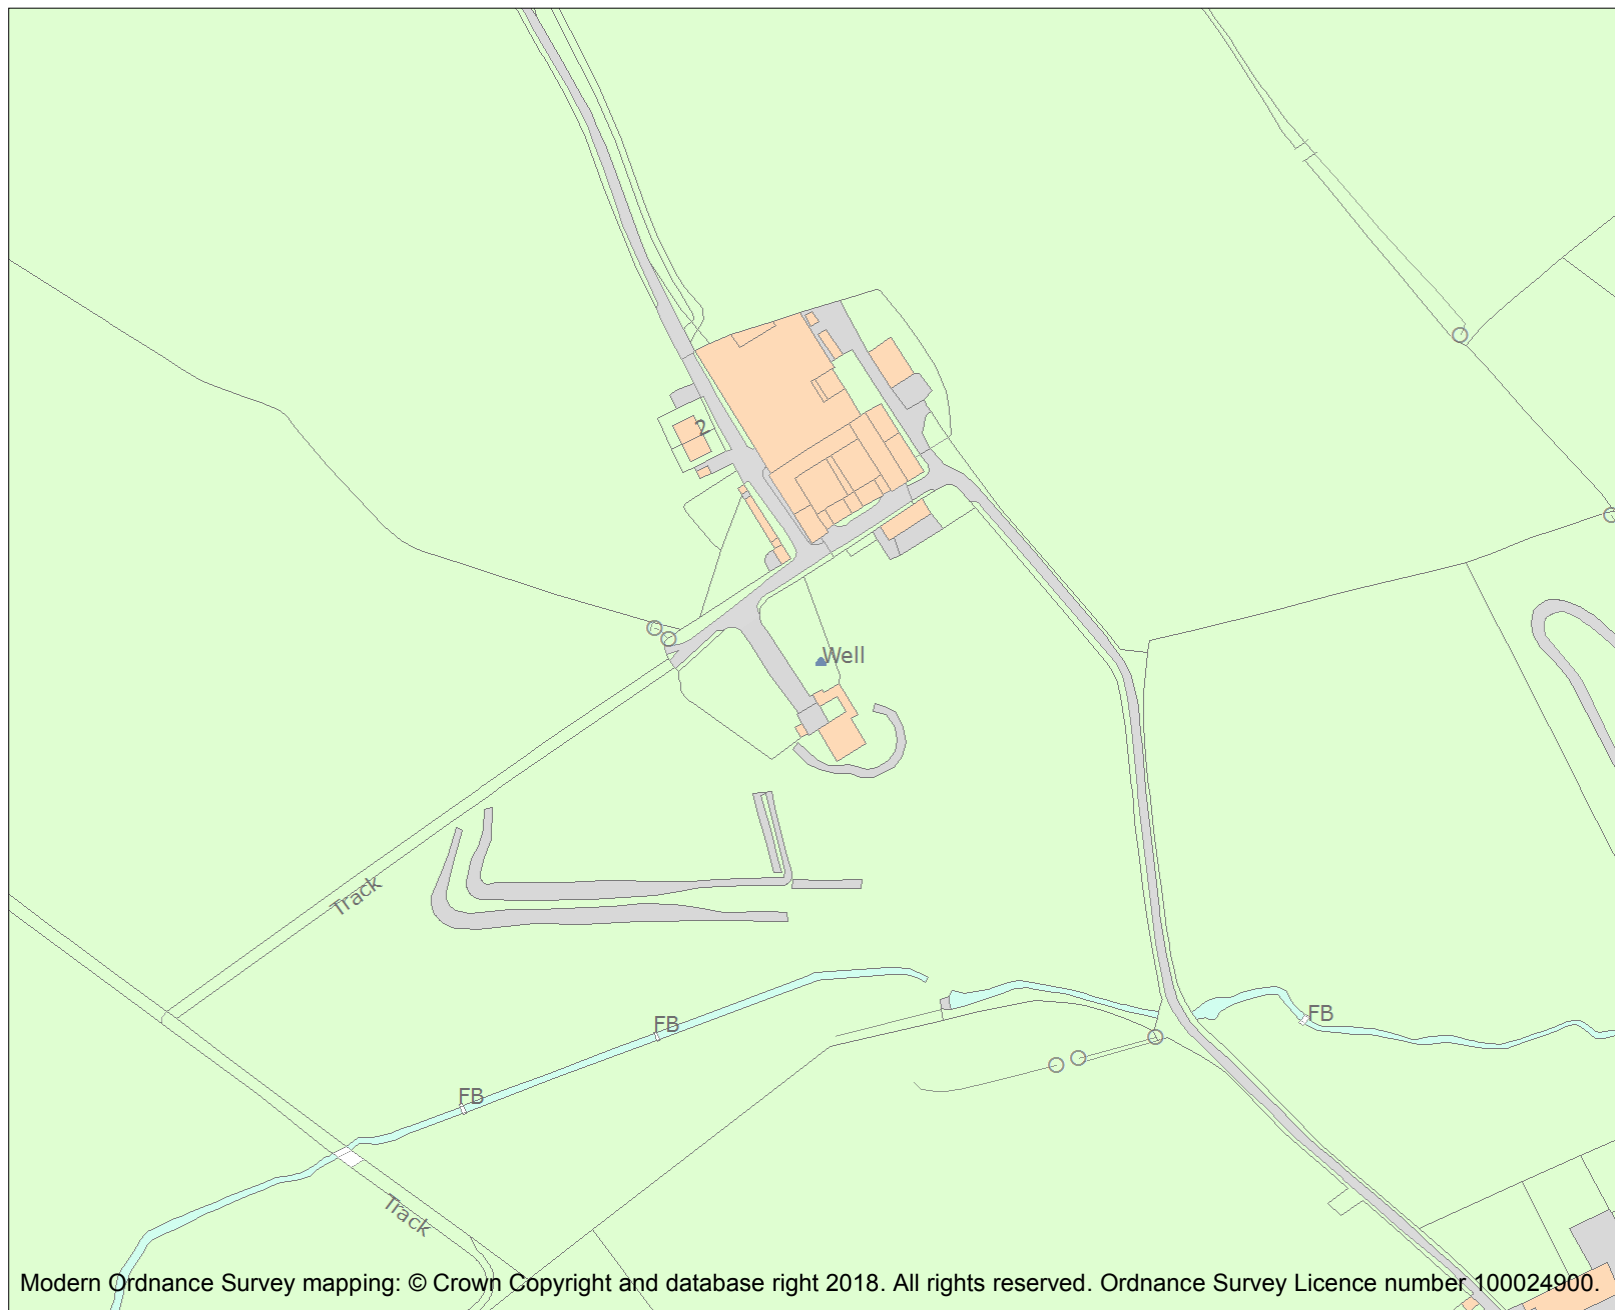 2
Well
Track
FB
FB
FB
Track
Modern Ordnance Survey mapping: © Crown Copyright and database right 2018. All rights reserved. Ordnance Survey Licence number 100024900.